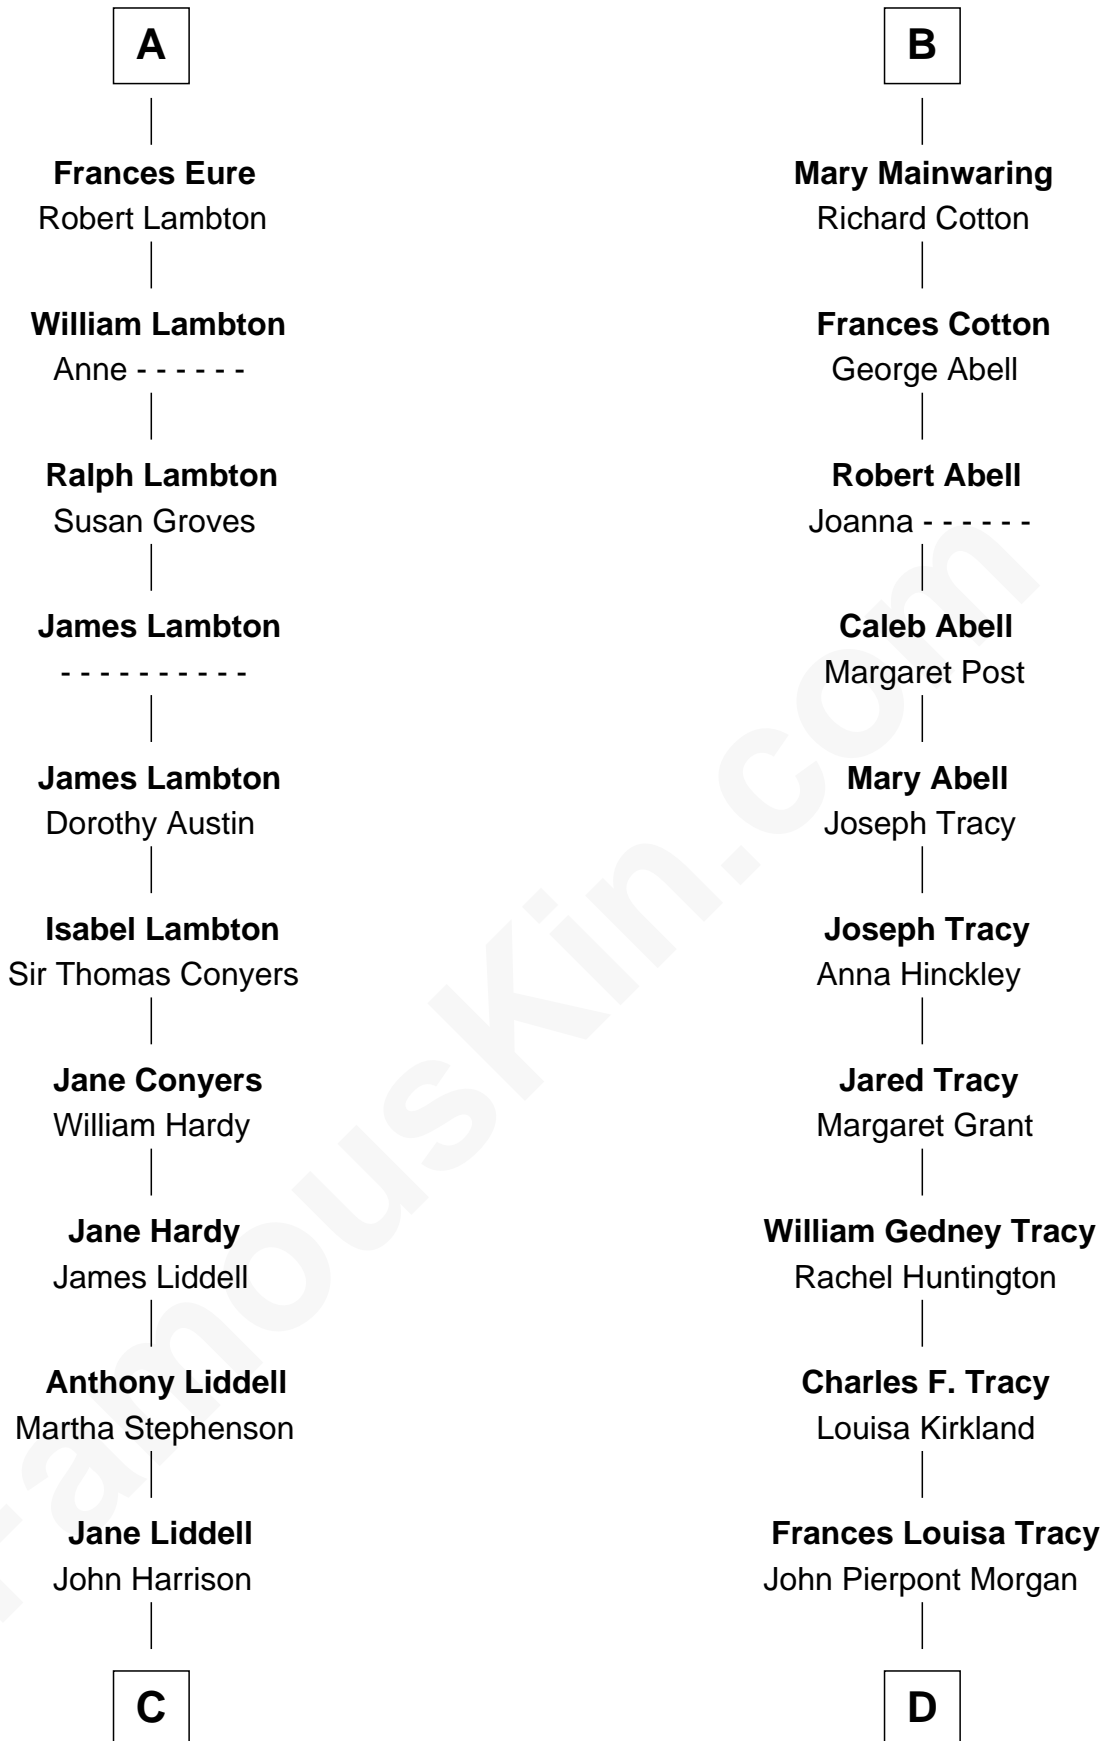 A
Frances Eure
Robert Lambton
William Lambton
Anne - - - - - -
Ralph Lambton
Susan Groves
James Lambton
- - - - - - - - - -
James Lambton
Dorothy Austin
Isabel Lambton
Sir Thomas Conyers
Jane Conyers
William Hardy
Jane Hardy
James Liddell
Anthony Liddell
Martha Stephenson
Jane Liddell
John Harrison
C
B
Mary Mainwaring
Richard Cotton
Frances Cotton
George Abell
Robert Abell
Joanna - - - - - -
Caleb Abell
Margaret Post
Mary Abell
Joseph Tracy
Joseph Tracy
Anna Hinckley
Jared Tracy
Margaret Grant
William Gedney Tracy
Rachel Huntington
Charles F. Tracy
Louisa Kirkland
Frances Louisa Tracy
John Pierpont Morgan
D
FamousKin.com